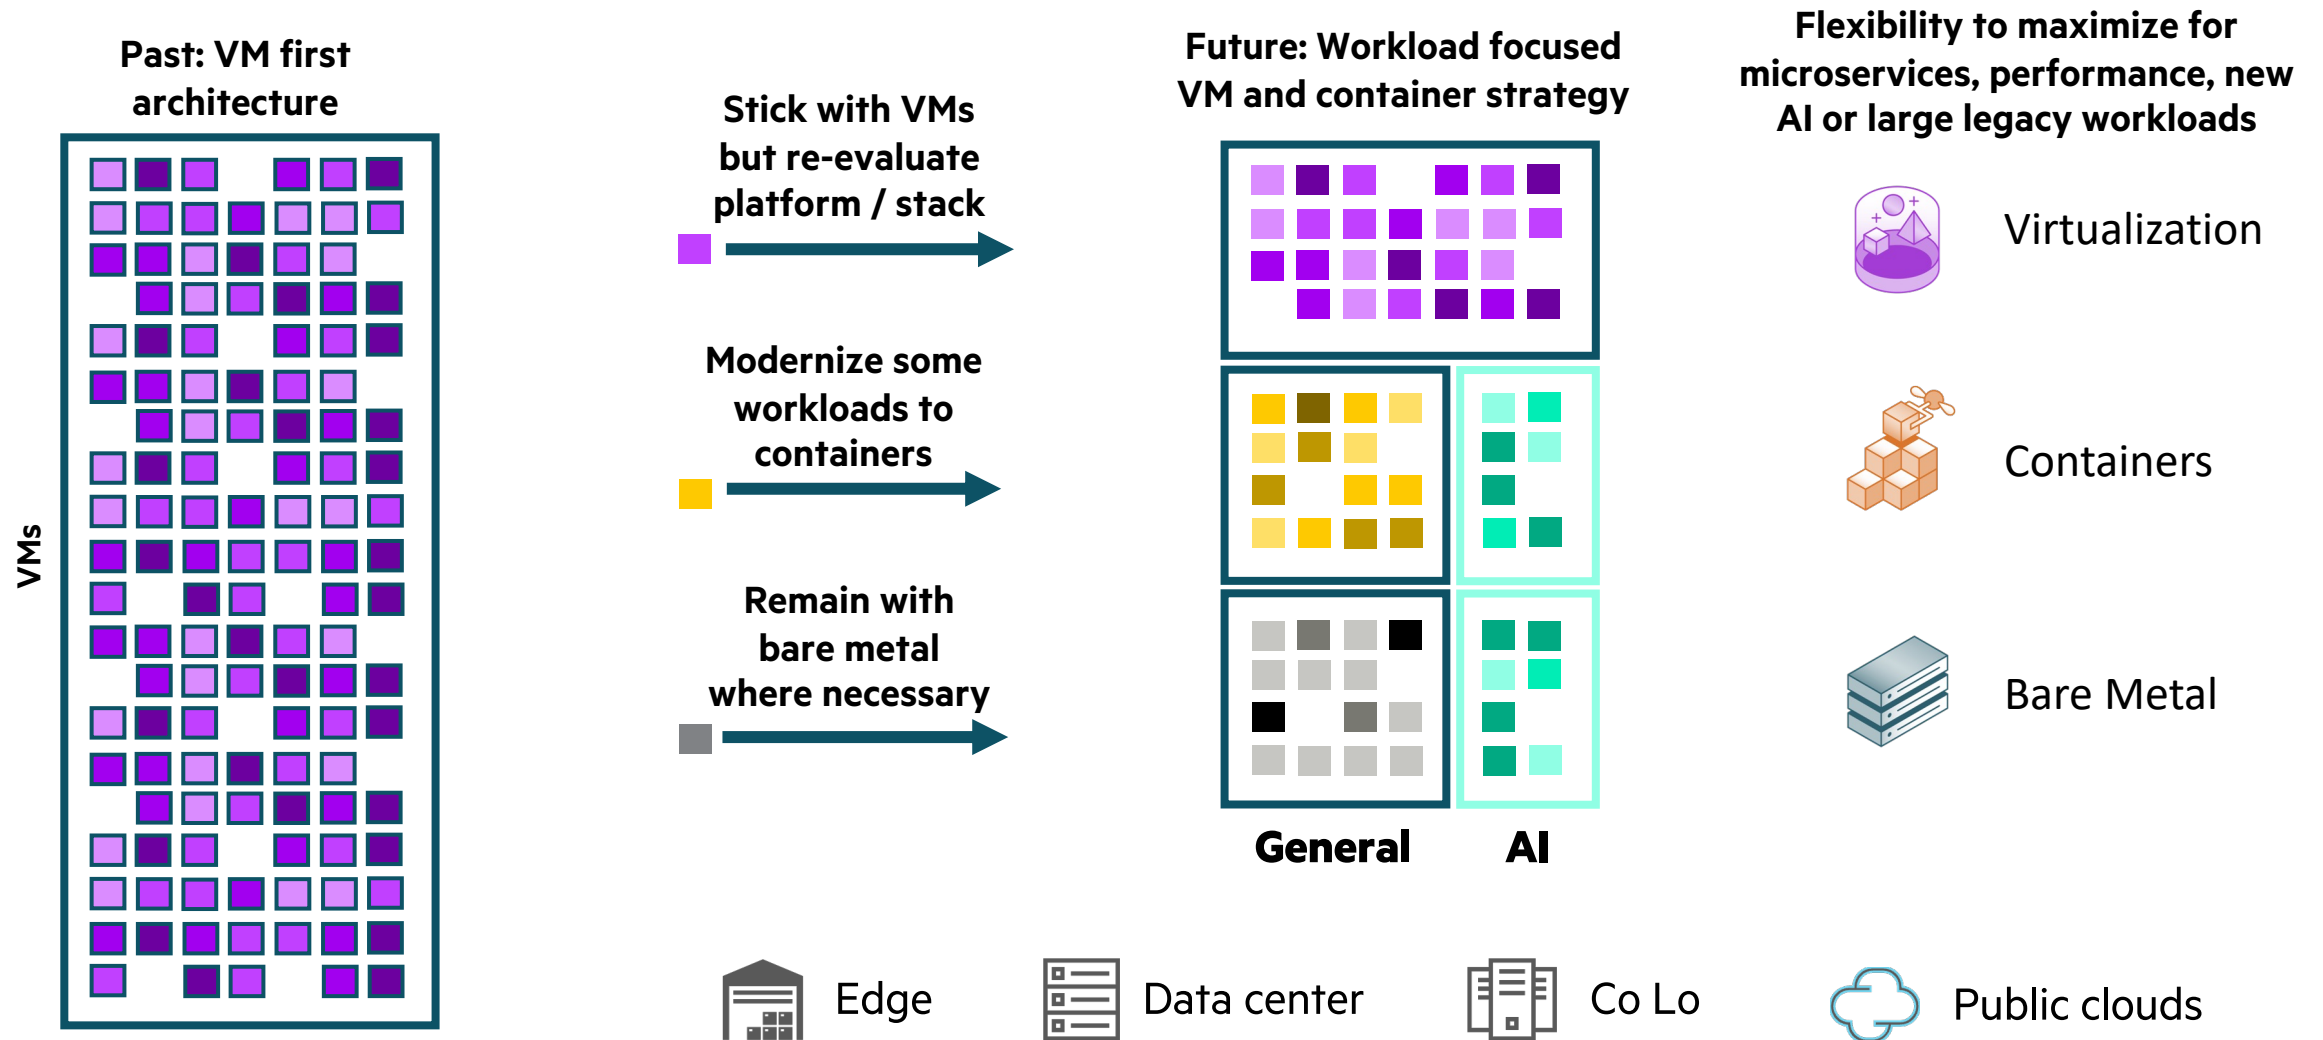 Past: VM first
architecture
VMs
Stick with VMs
but re-evaluate
platform / stack
Modernize some
workloads to
containers
Remain with
bare metal
where necessary
Future: Workload focused
VM and container strategy
General
AI
Flexibility to maximize for
microservices, performance, new
AI or large legacy workloads
Virtualization
Containers
Bare Metal
Edge
Data center
Co Lo
Public clouds